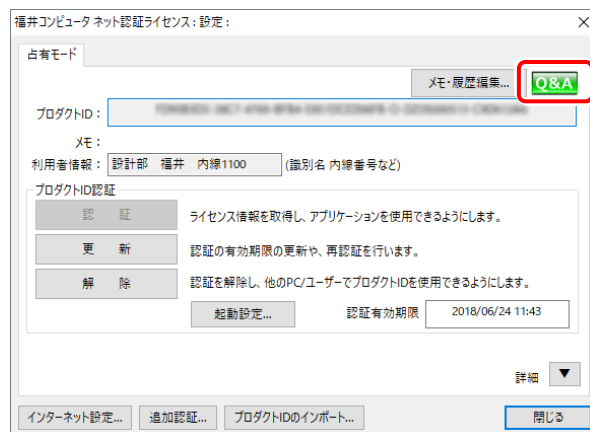 福井コンピュータ ネット認証ライセンス : 設定 :
占有モード
メモ・履歴編集...
Q&A
プロダクトID :
メモ :
利用者情報 : 設計部 福井 内線1100 (識別名 内線番号など)
プロダクトID認証
認 証 ライセンス情報を取得し、アプリケーションを使用できるようにします。
更 新 認証の有効期限の更新や、再認証を行います。
解 除 認証を解除し、他のPC/ユーザーでプロダクトIDを使用できるようにします。
起動設定... 認証有効期限 2018/06/24 11:43
詳細 ▼
インターネット設定... 追加認証... プロダクトIDのインポート... 閉じる